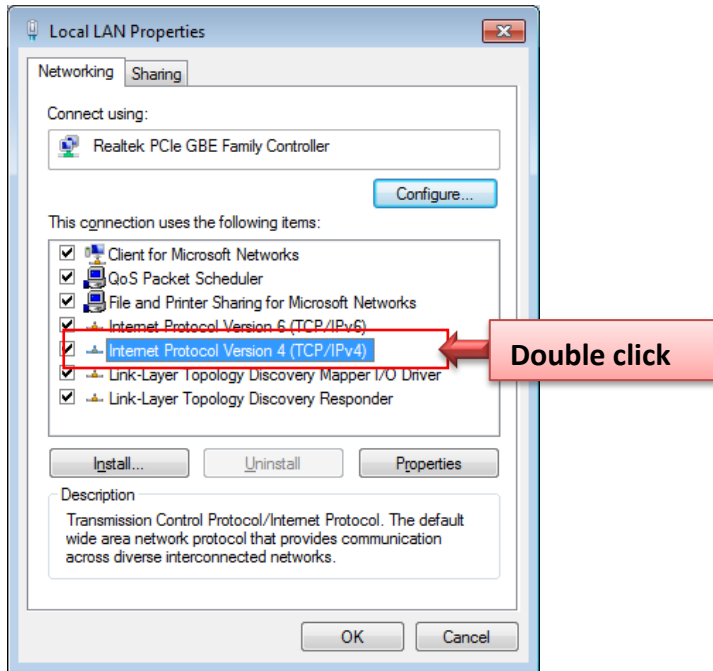 Local LAN Properties
Networking Sharing
Connect using:
Realtek PCIe GBE Family Controller
Configure...
This connection uses the following items:
Client for Microsoft Networks
QoS Packet Scheduler
File and Printer Sharing for Microsoft Networks
Internet Protocol Version 6 (TCP/IPv6)
Internet Protocol Version 4 (TCP/IPv4)
Double click
Link-Layer Topology Discovery Mapper I/O Driver
Link-Layer Topology Discovery Responder
Install... Uninstall Properties
Description
Transmission Control Protocol/Internet Protocol. The default
wide area network protocol that provides communication
across diverse interconnected networks.
OK Cancel